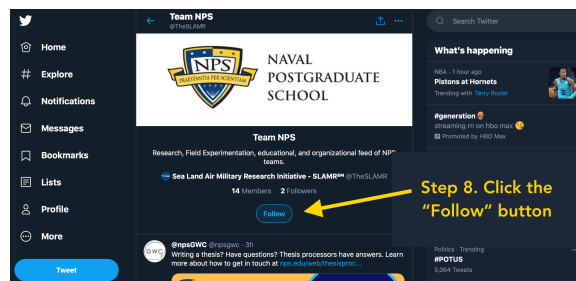 Team NPS
@TheSLAMR
Search Twitter
Home
Explore
Notifications
Messages
Bookmarks
Lists
Profile
More
Tweet
NPS
PRAESTANTIA PER SCIENTIAM
NAVAL
POSTGRADUATE
SCHOOL
Team NPS
Research, Field Experimentation, educational, and organizational feed of NPS
teams.
Sea Land Air Military Research Initiative - SLAMR℠ @TheSLAMR
14 Members 2 Followers
Follow
GWC
@npsGWC @npsgwc · 3h
Writing a thesis? Have questions? Thesis processors have answers. Learn
more about how to get in touch at nps.edu/web/thesisproc...
What's happening
NBA · 1 hour ago
Pistons at Hornets
Trending with Terry Rozier
#generation
streaming rn on hbo max
Promoted by HBO Max
Step 8. Click the
“Follow” button
Politics · Trending
#POTUS
5,064 Tweets